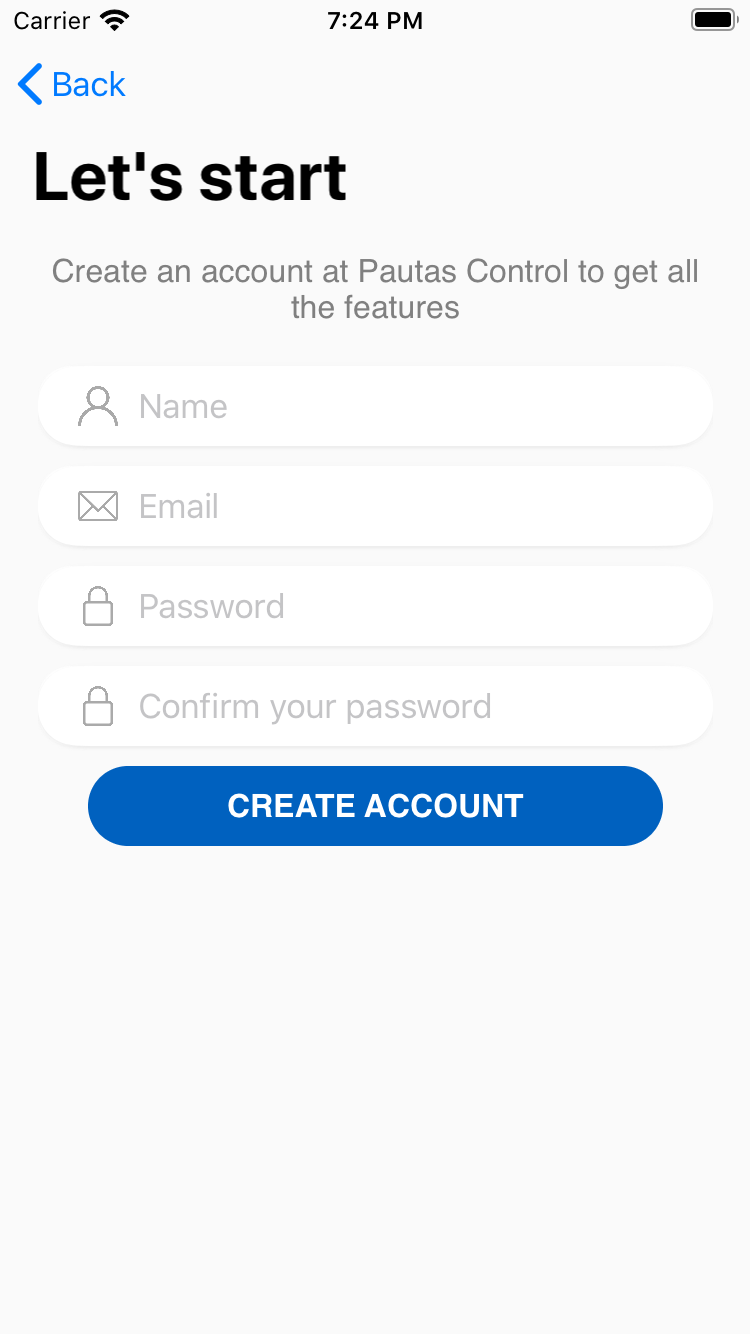 Carrier 7:24 PM
Back
Let's start
Create an account at Pautas Control to get all
the features
Name
Email
Password
Confirm your password
CREATE ACCOUNT